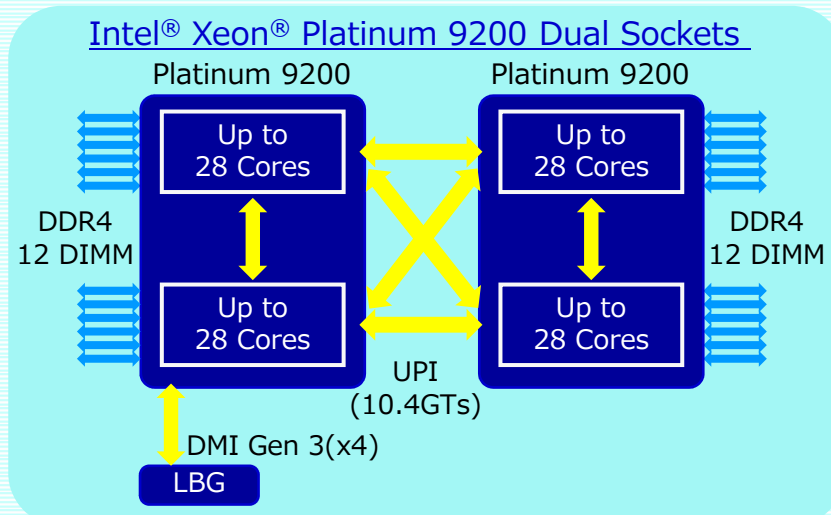 Intel® Xeon® Platinum 9200 Dual Sockets
Platinum 9200
Platinum 9200
Up to
28 Cores
Up to
28 Cores
DDR4
12 DIMM
DDR4
12 DIMM
Up to
28 Cores
Up to
28 Cores
UPI
(10.4GTs)
DMI Gen 3(x4)
LBG